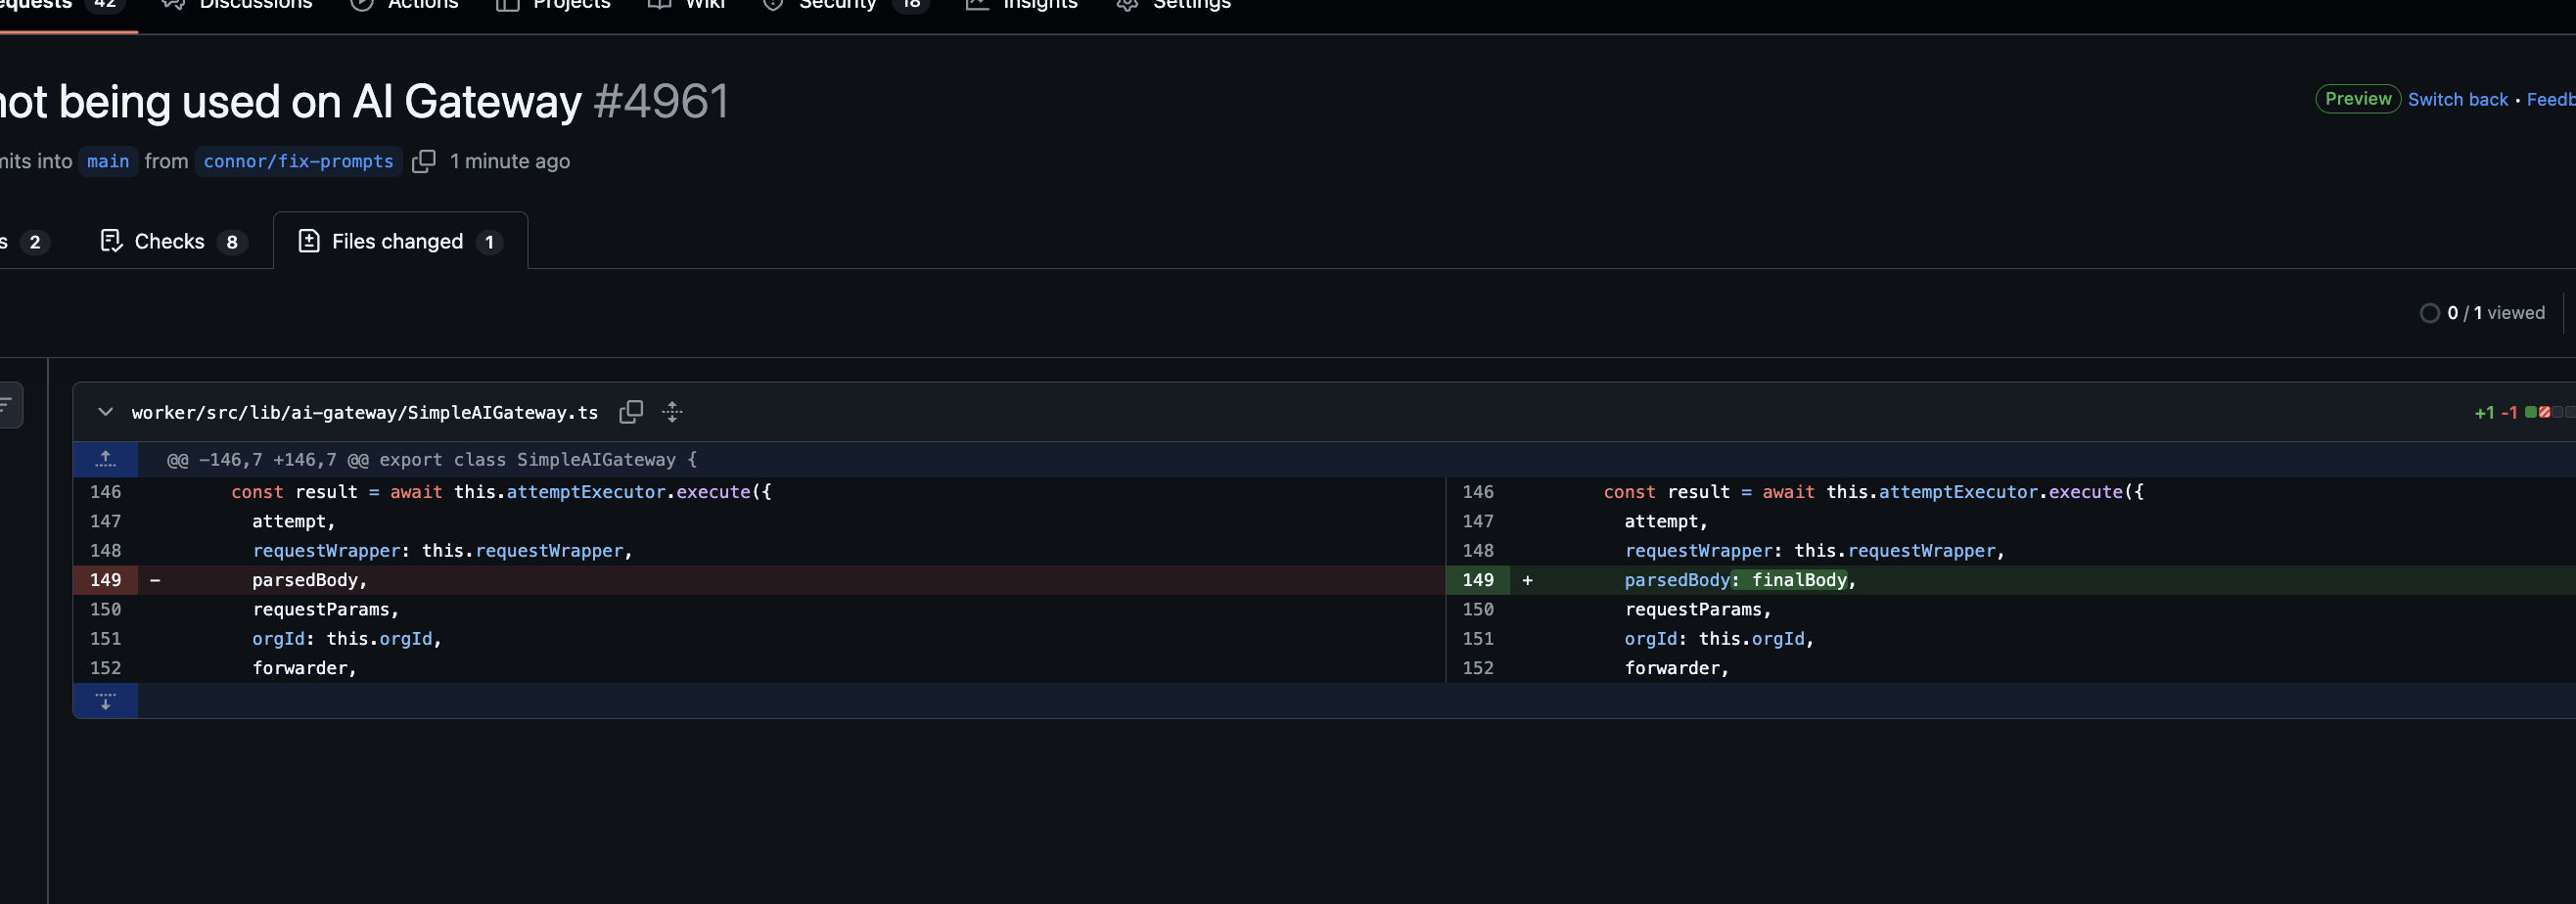 equests 42 Discussions Actions Projects Wiki Security 18 Insights Settings
not being used on AI Gateway #4961
Preview Switch back • Feedb
mits into main from connor/fix-prompts 1 minute ago
s 2 Checks 8 Files changed 1
0 / 1 viewed
worker/src/lib/ai-gateway/SimpleAIGateway.ts +1 -1
@@ -146,7 +146,7 @@ export class SimpleAIGateway {
146 const result = await this.attemptExecutor.execute({ 146 const result = await this.attemptExecutor.execute({
147 attempt, 147 attempt,
148 requestWrapper: this.requestWrapper, 148 requestWrapper: this.requestWrapper,
149 - parsedBody, 149 + parsedBody: finalBody,
150 requestParams, 150 requestParams,
151 orgId: this.orgId, 151 orgId: this.orgId,
152 forwarder, 152 forwarder,